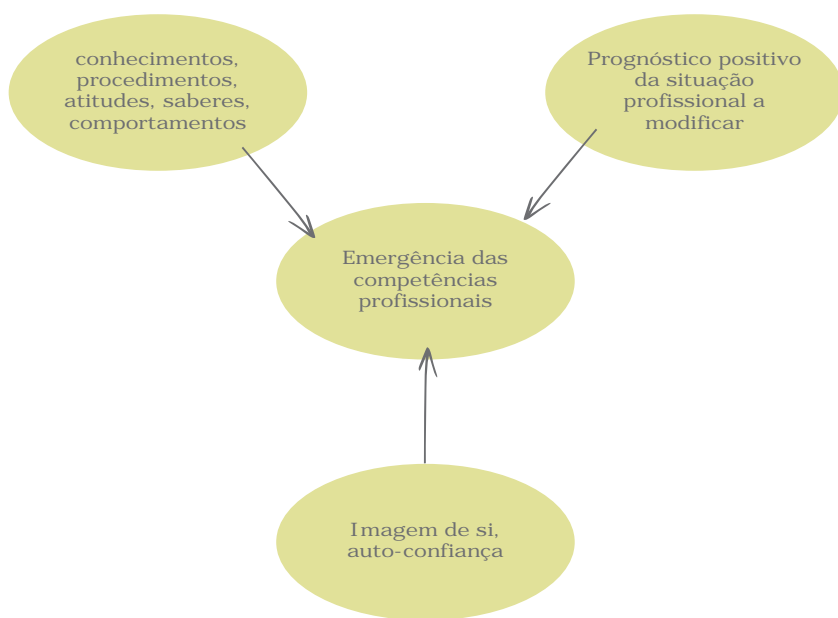 conhecimentos,
procedimentos,
atitudes, saberes,
comportamentos
Prognóstico positivo
da situação
profissional a
modificar
Emergência das
competências
profissionais
Imagem de si,
auto-confiança